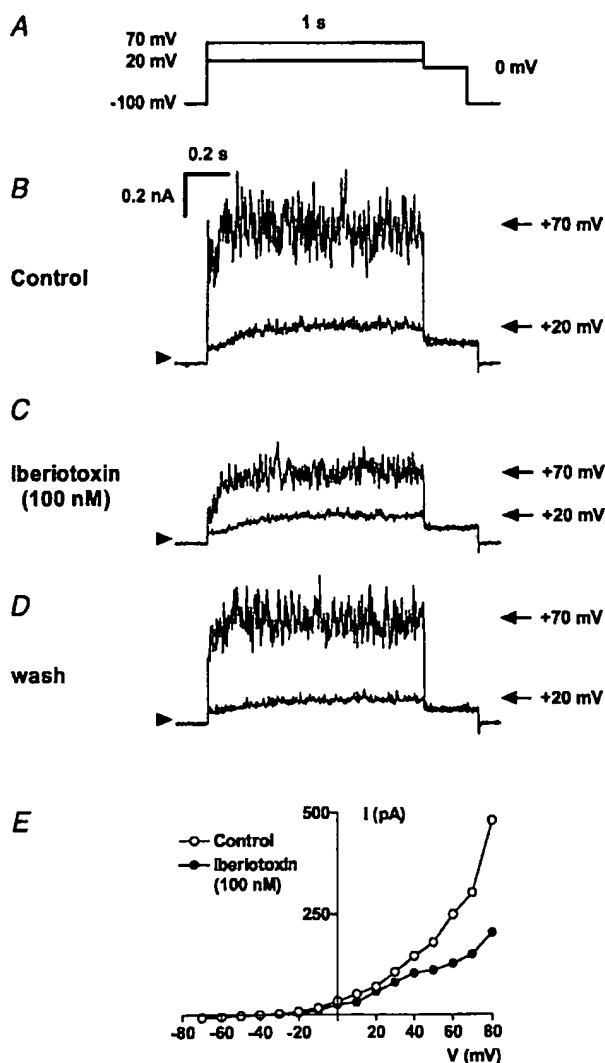 A
1 s
70 mV
20 mV
0 mV
-100 mV
B
0.2 s
0.2 nA
+70 mV
Control
+20 mV
C
Iberiotoxin
(100 nM)
+70 mV
+20 mV
D
+70 mV
wash
+20 mV
E
500
I (pA)
Control
Iberiotoxin
(100 nM)
250
-80 -60 -40 -20 20 40 60 80
V (mV)